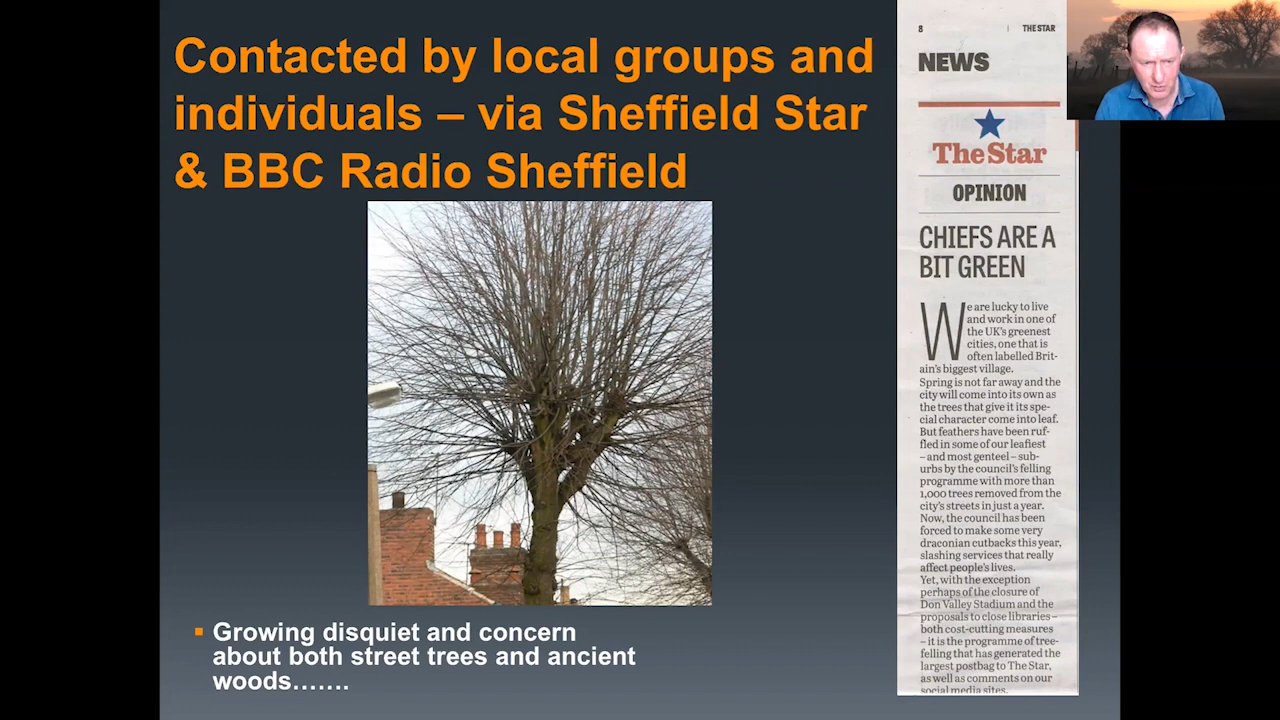 Contacted by local groups and
individuals – via Sheffield Star
& BBC Radio Sheffield
▪ Growing disquiet and concern
about both street trees and ancient
woods…….
8 | THE STAR
NEWS
The Star
OPINION
CHIEFS ARE A
BIT GREEN
We are lucky to live
and work in one of
the UK's greenest
cities, one that is
often labelled Brit-
ain's biggest village.
Spring is not far away and the
city will come into its own as
the trees that give it its spe-
cial character come into leaf.
But feathers have been ruf-
fled in some of our leafiest
– and most genteel – sub-
urbs by the council's felling
programme with more than
1,000 trees removed from the
city's streets in just a year.
Now, the council has been
forced to make some very
draconian cutbacks this year,
slashing services that really
affect people's lives.
Yet, with the exception
perhaps of the closure of
Don Valley Stadium and the
proposals to close libraries –
both cost-cutting measures
– it is the programme of tree-
felling that has generated the
largest postbag to The Star,
as well as comments on our
social media sites.